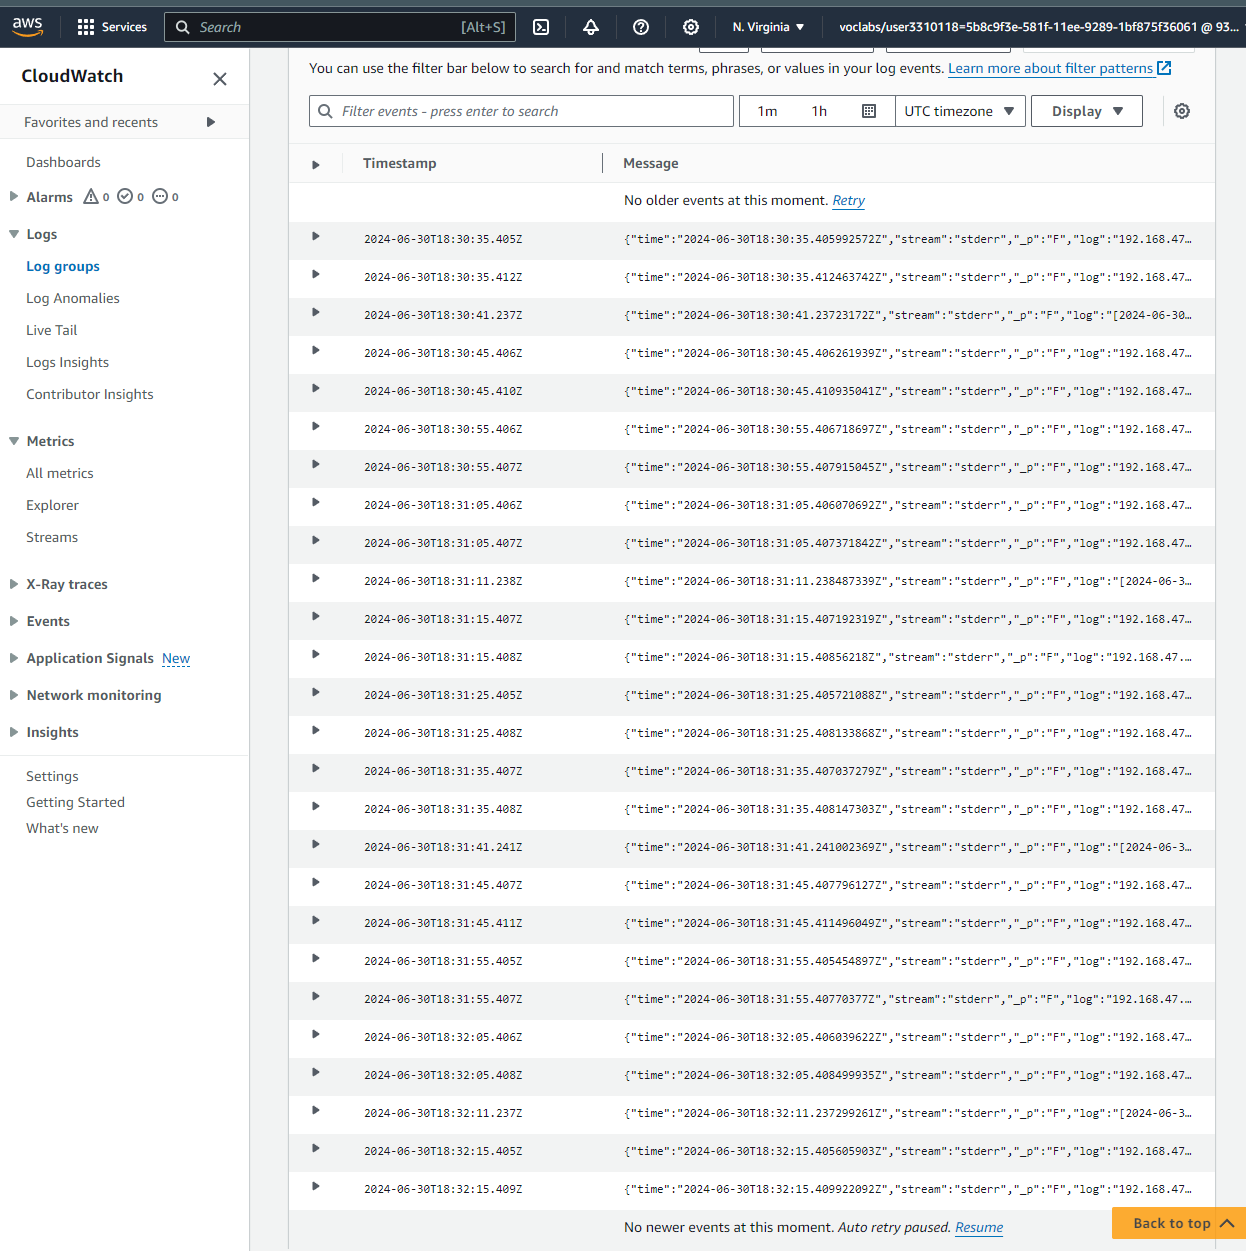 aws
Services
Search [Alt+S]
N. Virginia
voclabs/user3310118=5b8c9f3e-581f-11ee-9289-1bf875f36061 @ 93...
CloudWatch
Favorites and recents
Dashboards
Alarms 0 0 0
Logs
Log groups
Log Anomalies
Live Tail
Logs Insights
Contributor Insights
Metrics
All metrics
Explorer
Streams
X-Ray traces
Events
Application Signals New
Network monitoring
Insights
Settings
Getting Started
What's new
You can use the filter bar below to search for and match terms, phrases, or values in your log events. Learn more about filter patterns
Filter events - press enter to search
1m 1h UTC timezone Display
Timestamp Message
No older events at this moment. Retry
2024-06-30T18:30:35.405Z {"time":"2024-06-30T18:30:35.405992572Z","stream":"stderr","_p":"F","log":"192.168.47...
2024-06-30T18:30:35.412Z {"time":"2024-06-30T18:30:35.412463742Z","stream":"stderr","_p":"F","log":"192.168.47...
2024-06-30T18:30:41.237Z {"time":"2024-06-30T18:30:41.23723172Z","stream":"stderr","_p":"F","log":"[2024-06-30...
2024-06-30T18:30:45.406Z {"time":"2024-06-30T18:30:45.406261939Z","stream":"stderr","_p":"F","log":"192.168.47...
2024-06-30T18:30:45.410Z {"time":"2024-06-30T18:30:45.410935041Z","stream":"stderr","_p":"F","log":"192.168.47...
2024-06-30T18:30:55.406Z {"time":"2024-06-30T18:30:55.406718697Z","stream":"stderr","_p":"F","log":"192.168.47...
2024-06-30T18:30:55.407Z {"time":"2024-06-30T18:30:55.407915045Z","stream":"stderr","_p":"F","log":"192.168.47...
2024-06-30T18:31:05.406Z {"time":"2024-06-30T18:31:05.406070692Z","stream":"stderr","_p":"F","log":"192.168.47...
2024-06-30T18:31:05.407Z {"time":"2024-06-30T18:31:05.407371842Z","stream":"stderr","_p":"F","log":"192.168.47...
2024-06-30T18:31:11.238Z {"time":"2024-06-30T18:31:11.238487339Z","stream":"stderr","_p":"F","log":"[2024-06-3...
2024-06-30T18:31:15.407Z {"time":"2024-06-30T18:31:15.407192319Z","stream":"stderr","_p":"F","log":"192.168.47...
2024-06-30T18:31:15.408Z {"time":"2024-06-30T18:31:15.40856218Z","stream":"stderr","_p":"F","log":"192.168.47....
2024-06-30T18:31:25.405Z {"time":"2024-06-30T18:31:25.405721088Z","stream":"stderr","_p":"F","log":"192.168.47...
2024-06-30T18:31:25.408Z {"time":"2024-06-30T18:31:25.408133868Z","stream":"stderr","_p":"F","log":"192.168.47...
2024-06-30T18:31:35.407Z {"time":"2024-06-30T18:31:35.407037279Z","stream":"stderr","_p":"F","log":"192.168.47...
2024-06-30T18:31:35.408Z {"time":"2024-06-30T18:31:35.408147303Z","stream":"stderr","_p":"F","log":"192.168.47...
2024-06-30T18:31:41.241Z {"time":"2024-06-30T18:31:41.241002369Z","stream":"stderr","_p":"F","log":"[2024-06-3...
2024-06-30T18:31:45.407Z {"time":"2024-06-30T18:31:45.407796127Z","stream":"stderr","_p":"F","log":"192.168.47...
2024-06-30T18:31:45.411Z {"time":"2024-06-30T18:31:45.411496049Z","stream":"stderr","_p":"F","log":"192.168.47...
2024-06-30T18:31:55.405Z {"time":"2024-06-30T18:31:55.405454897Z","stream":"stderr","_p":"F","log":"192.168.47...
2024-06-30T18:31:55.407Z {"time":"2024-06-30T18:31:55.40770377Z","stream":"stderr","_p":"F","log":"192.168.47....
2024-06-30T18:32:05.406Z {"time":"2024-06-30T18:32:05.406039622Z","stream":"stderr","_p":"F","log":"192.168.47...
2024-06-30T18:32:05.408Z {"time":"2024-06-30T18:32:05.408499935Z","stream":"stderr","_p":"F","log":"192.168.47...
2024-06-30T18:32:11.237Z {"time":"2024-06-30T18:32:11.237299261Z","stream":"stderr","_p":"F","log":"[2024-06-3...
2024-06-30T18:32:15.405Z {"time":"2024-06-30T18:32:15.405605903Z","stream":"stderr","_p":"F","log":"192.168.47...
2024-06-30T18:32:15.409Z {"time":"2024-06-30T18:32:15.409922092Z","stream":"stderr","_p":"F","log":"192.168.47...
No newer events at this moment. Auto retry paused. Resume
Back to top